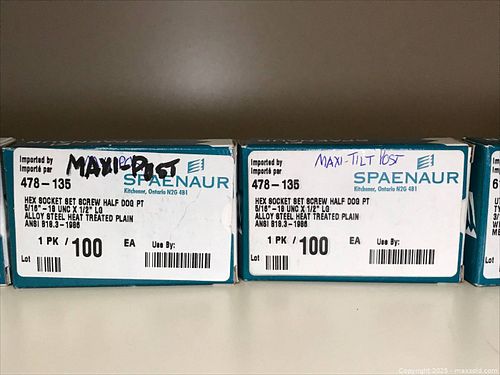 Imported by
Importé par
MAXI-POST
478-135
SPAENAUR
Kitchener, Ontario N2G 4B1
HEX SOCKET SET SCREW HALF DOG PT
5/16"-18 UNC X 1/2" LG
ALLOY STEEL HEAT TREATED PLAIN
ANSI B18.3-1986
1 PK / 100 EA
Use By:
Lot
Imported by
Importé par
MAXI-TILT POST
478-135
SPAENAUR
Kitchener, Ontario N2G 4B1
HEX SOCKET SET SCREW HALF DOG PT
5/16"-18 UNC X 1/2" LG
ALLOY STEEL HEAT TREATED PLAIN
ANSI B18.3-1986
1 PK / 100 EA
Use By:
Lot
Copyright 2025 - maxsold.com